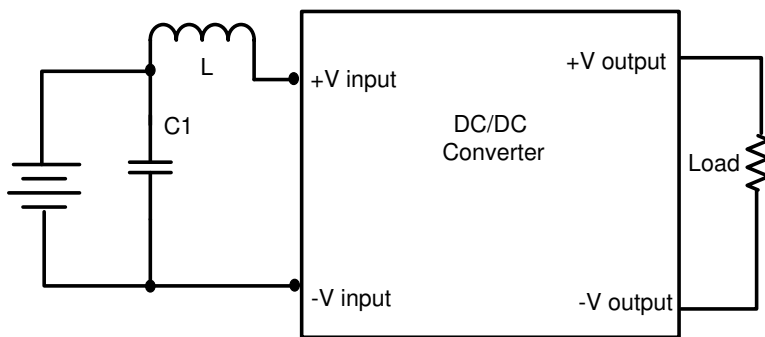 L
+V input
+V output
C1
DC/DC
Converter
Load
-V input
-V output